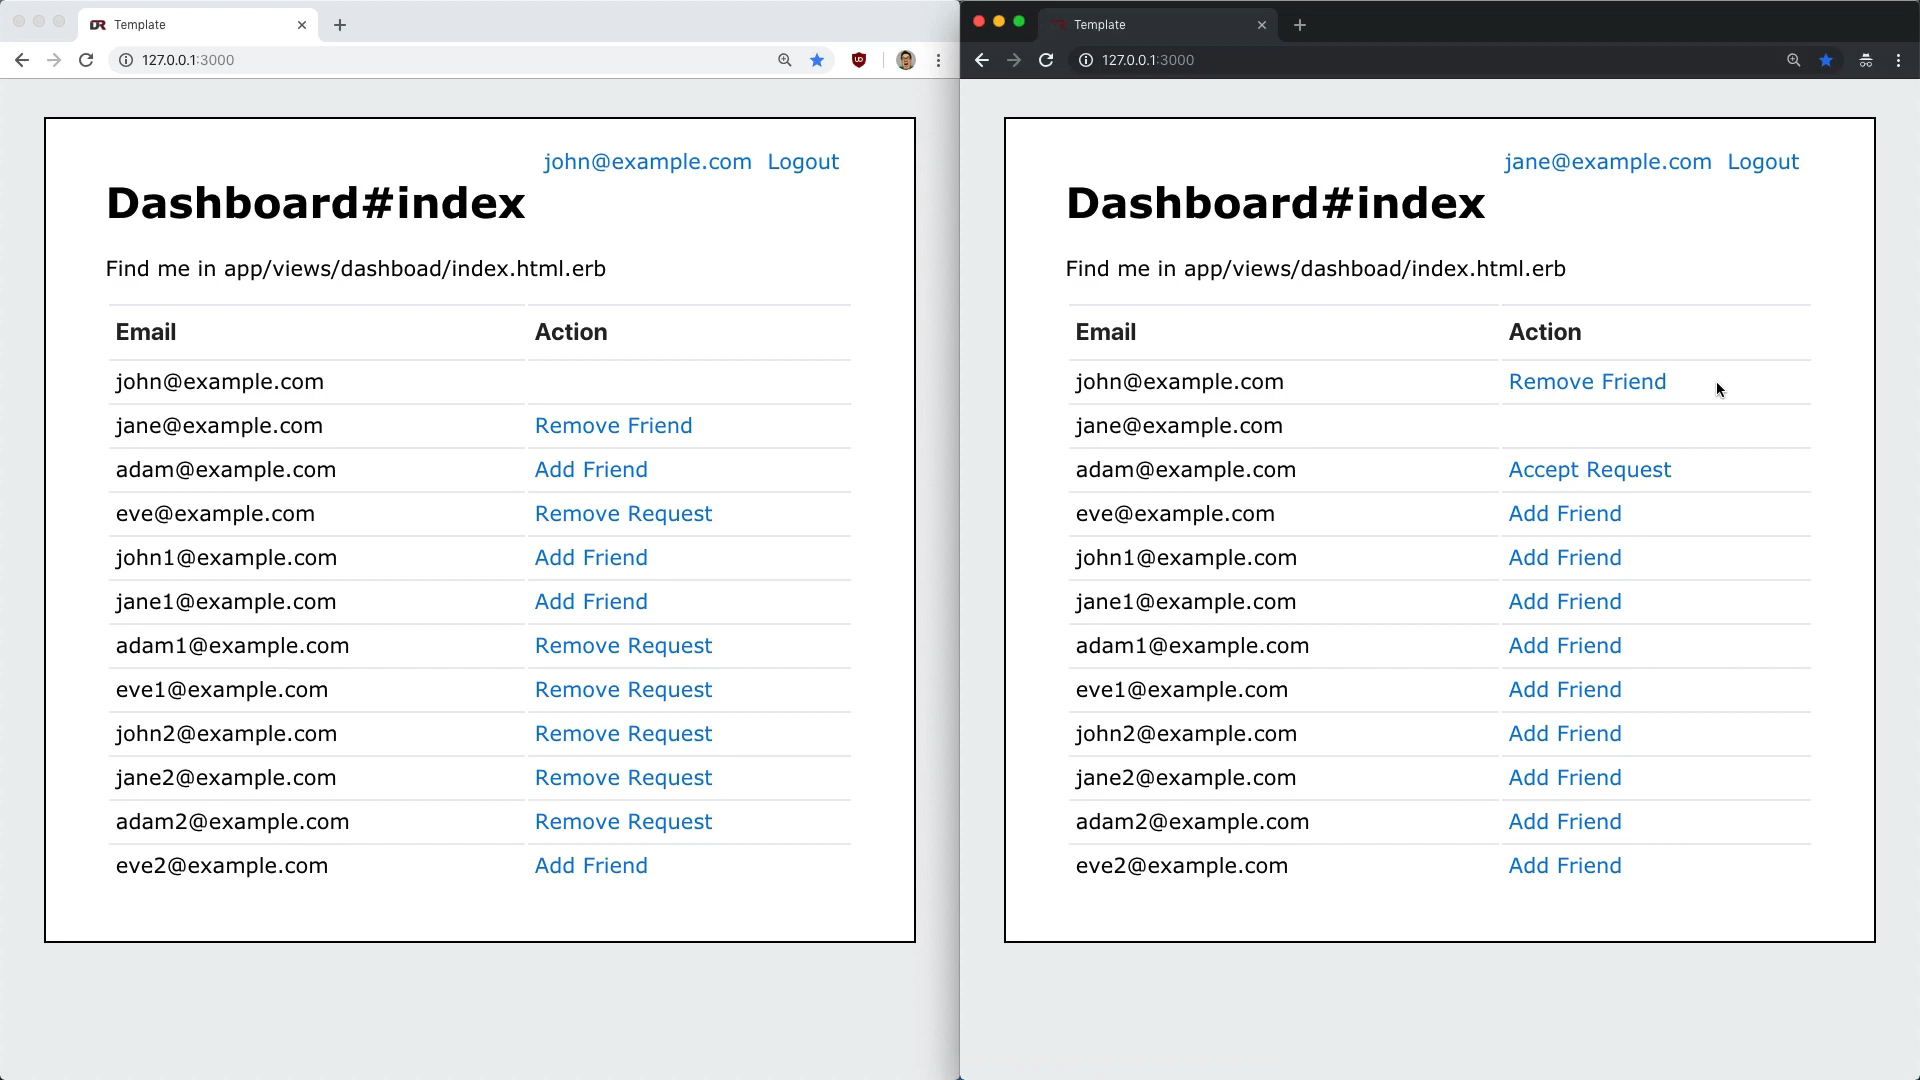 Template
127.0.0.1:3000
john@example.com Logout
Dashboard#index
Find me in app/views/dashboad/index.html.erb
Email Action
john@example.com
jane@example.com Remove Friend
adam@example.com Add Friend
eve@example.com Remove Request
john1@example.com Add Friend
jane1@example.com Add Friend
adam1@example.com Remove Request
eve1@example.com Remove Request
john2@example.com Remove Request
jane2@example.com Remove Request
adam2@example.com Remove Request
eve2@example.com Add Friend
Template
127.0.0.1:3000
jane@example.com Logout
Dashboard#index
Find me in app/views/dashboad/index.html.erb
Email Action
john@example.com Remove Friend
jane@example.com
adam@example.com Accept Request
eve@example.com Add Friend
john1@example.com Add Friend
jane1@example.com Add Friend
adam1@example.com Add Friend
eve1@example.com Add Friend
john2@example.com Add Friend
jane2@example.com Add Friend
adam2@example.com Add Friend
eve2@example.com Add Friend